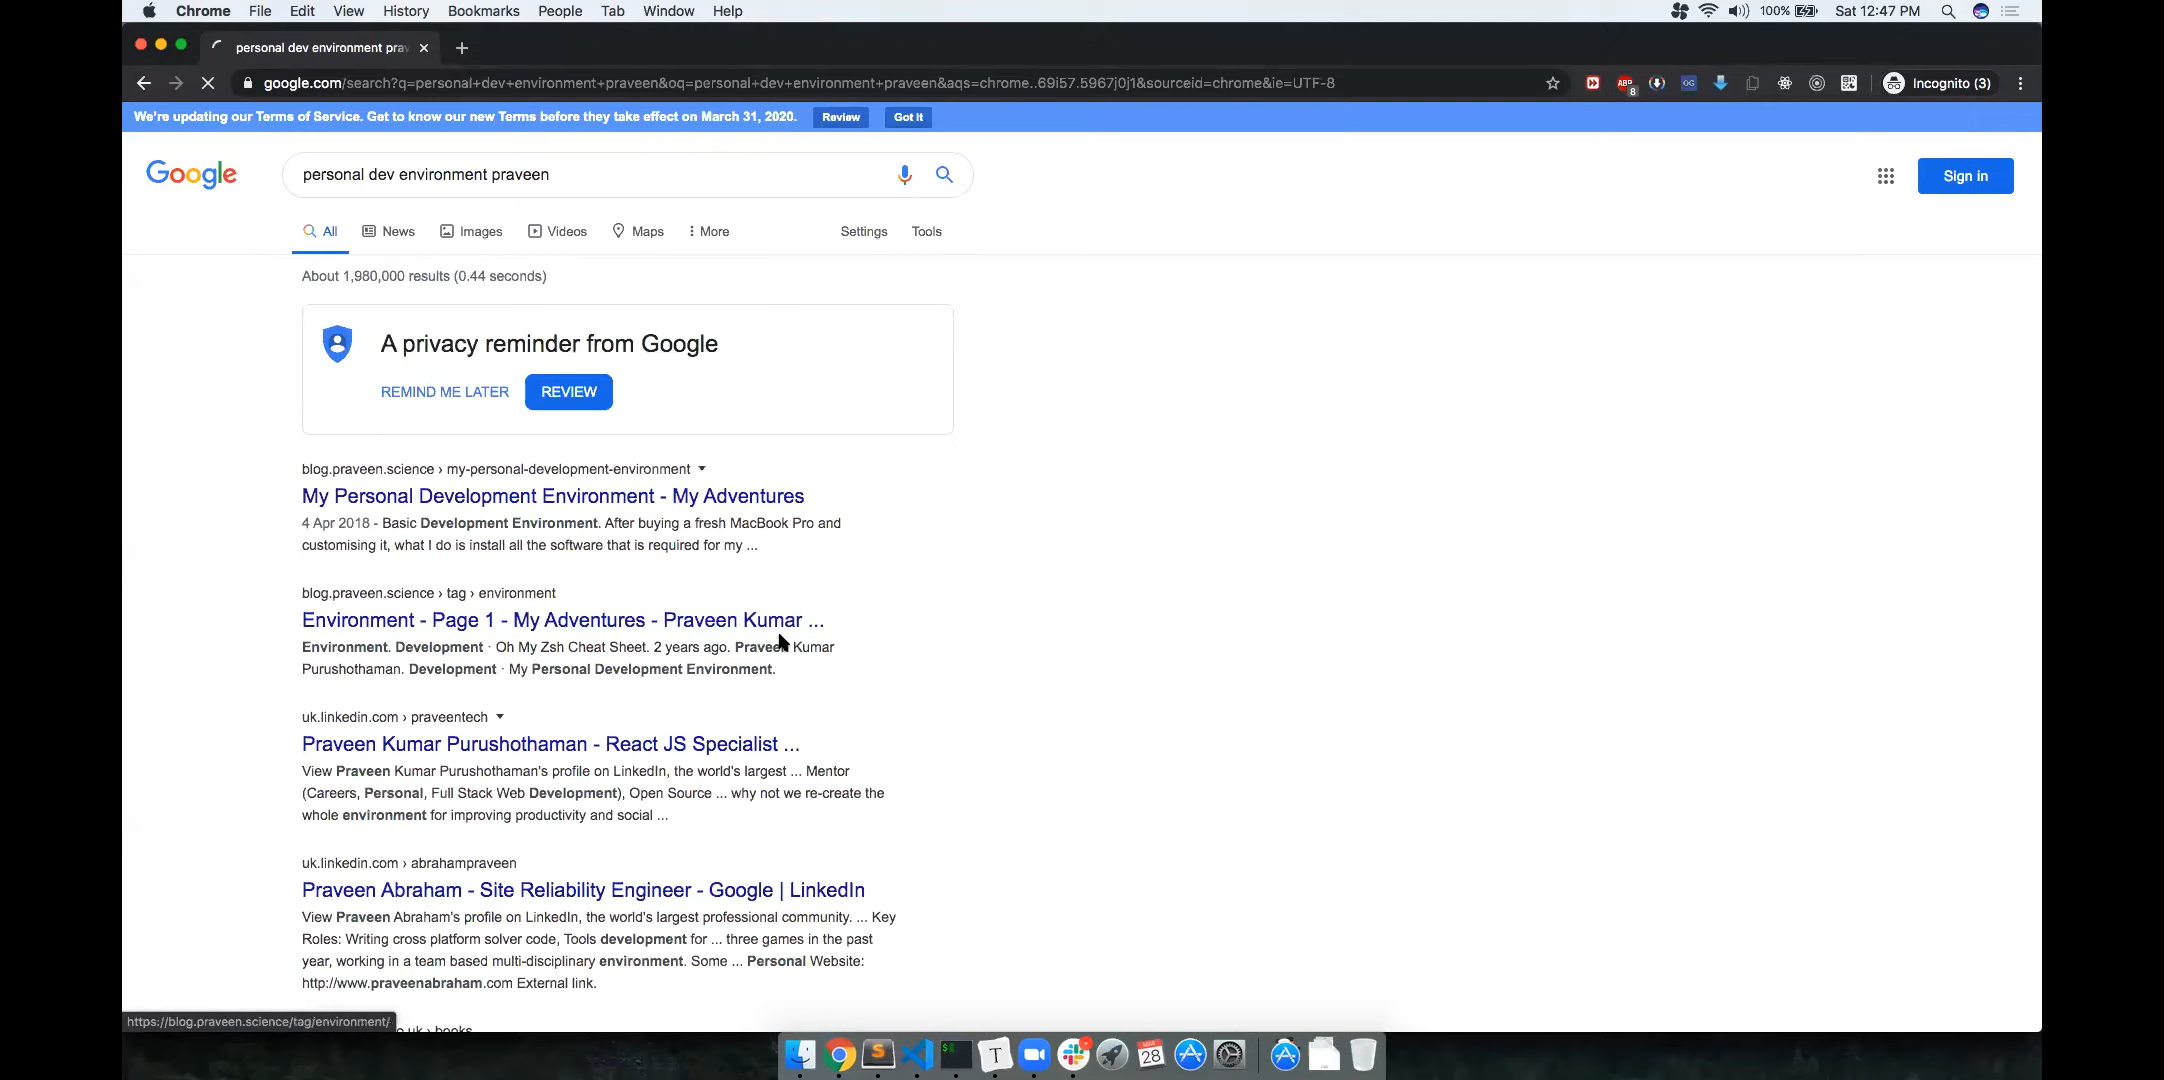 Chrome File Edit View History Bookmarks People Tab Window Help 100% Sat 12:47 PM
personal dev environment prav
google.com/search?q=personal+dev+environment+praveen&oq=personal+dev+environment+praveen&aqs=chrome..69i57.5967j0j1&sourceid=chrome&ie=UTF-8 ABP 8 OG Incognito (3)
We're updating our Terms of Service. Get to know our new Terms before they take effect on March 31, 2020. Review Got it
Google personal dev environment praveen Sign in
All News Images Videos Maps More Settings Tools
About 1,980,000 results (0.44 seconds)
A privacy reminder from Google
REMIND ME LATER REVIEW
blog.praveen.science › my-personal-development-environment
My Personal Development Environment - My Adventures
4 Apr 2018 - Basic Development Environment. After buying a fresh MacBook Pro and
customising it, what I do is install all the software that is required for my ...
blog.praveen.science › tag › environment
Environment - Page 1 - My Adventures - Praveen Kumar ...
Environment. Development · Oh My Zsh Cheat Sheet. 2 years ago. Praveen Kumar
Purushothaman. Development · My Personal Development Environment.
uk.linkedin.com › praveentech
Praveen Kumar Purushothaman - React JS Specialist ...
View Praveen Kumar Purushothaman's profile on LinkedIn, the world's largest ... Mentor
(Careers, Personal, Full Stack Web Development), Open Source ... why not we re-create the
whole environment for improving productivity and social ...
uk.linkedin.com › abrahampraveen
Praveen Abraham - Site Reliability Engineer - Google | LinkedIn
View Praveen Abraham's profile on LinkedIn, the world's largest professional community. ... Key
Roles: Writing cross platform solver code, Tools development for ... three games in the past
year, working in a team based multi-disciplinary environment. Some ... Personal Website:
http://www.praveenabraham.com External link.
https://blog.praveen.science/tag/environment/
S $ T MAR 28